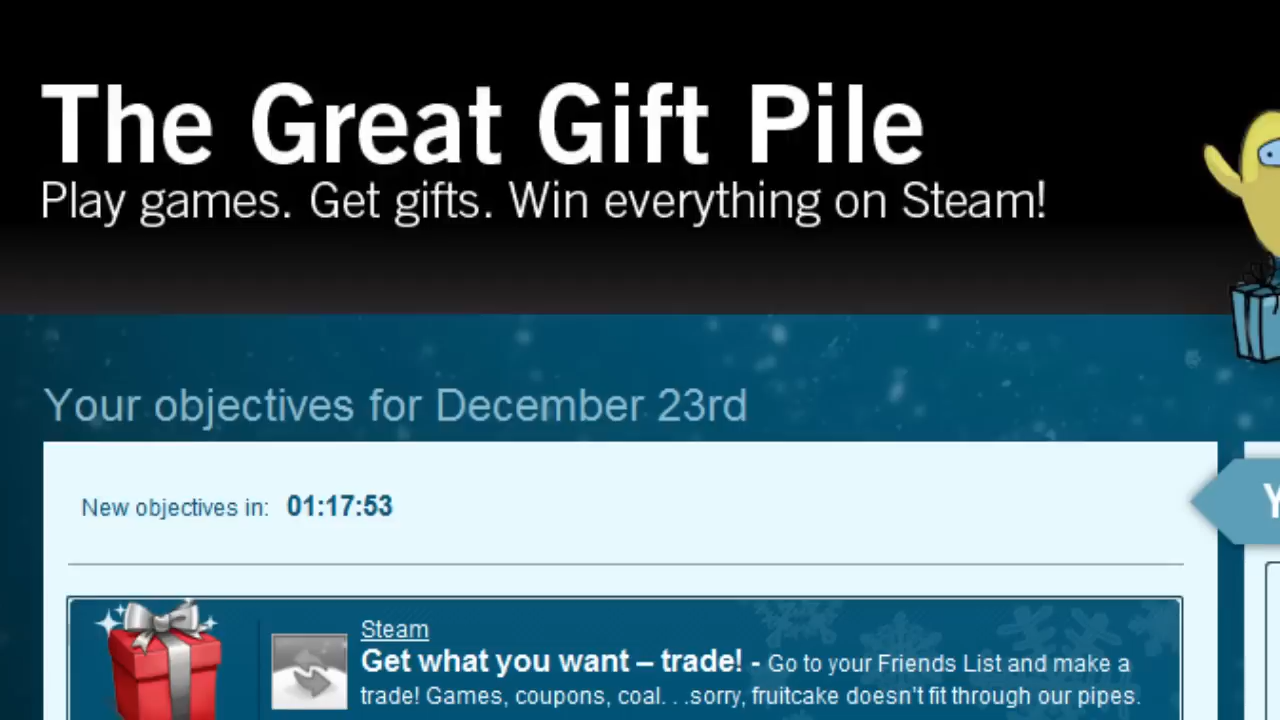 The Great Gift Pile
Play games. Get gifts. Win everything on Steam!
Your objectives for December 23rd
New objectives in: 01:17:53
Y
Steam
Get what you want – trade! - Go to your Friends List and make a
trade! Games, coupons, coal. . .sorry, fruitcake doesn't fit through our pipes.